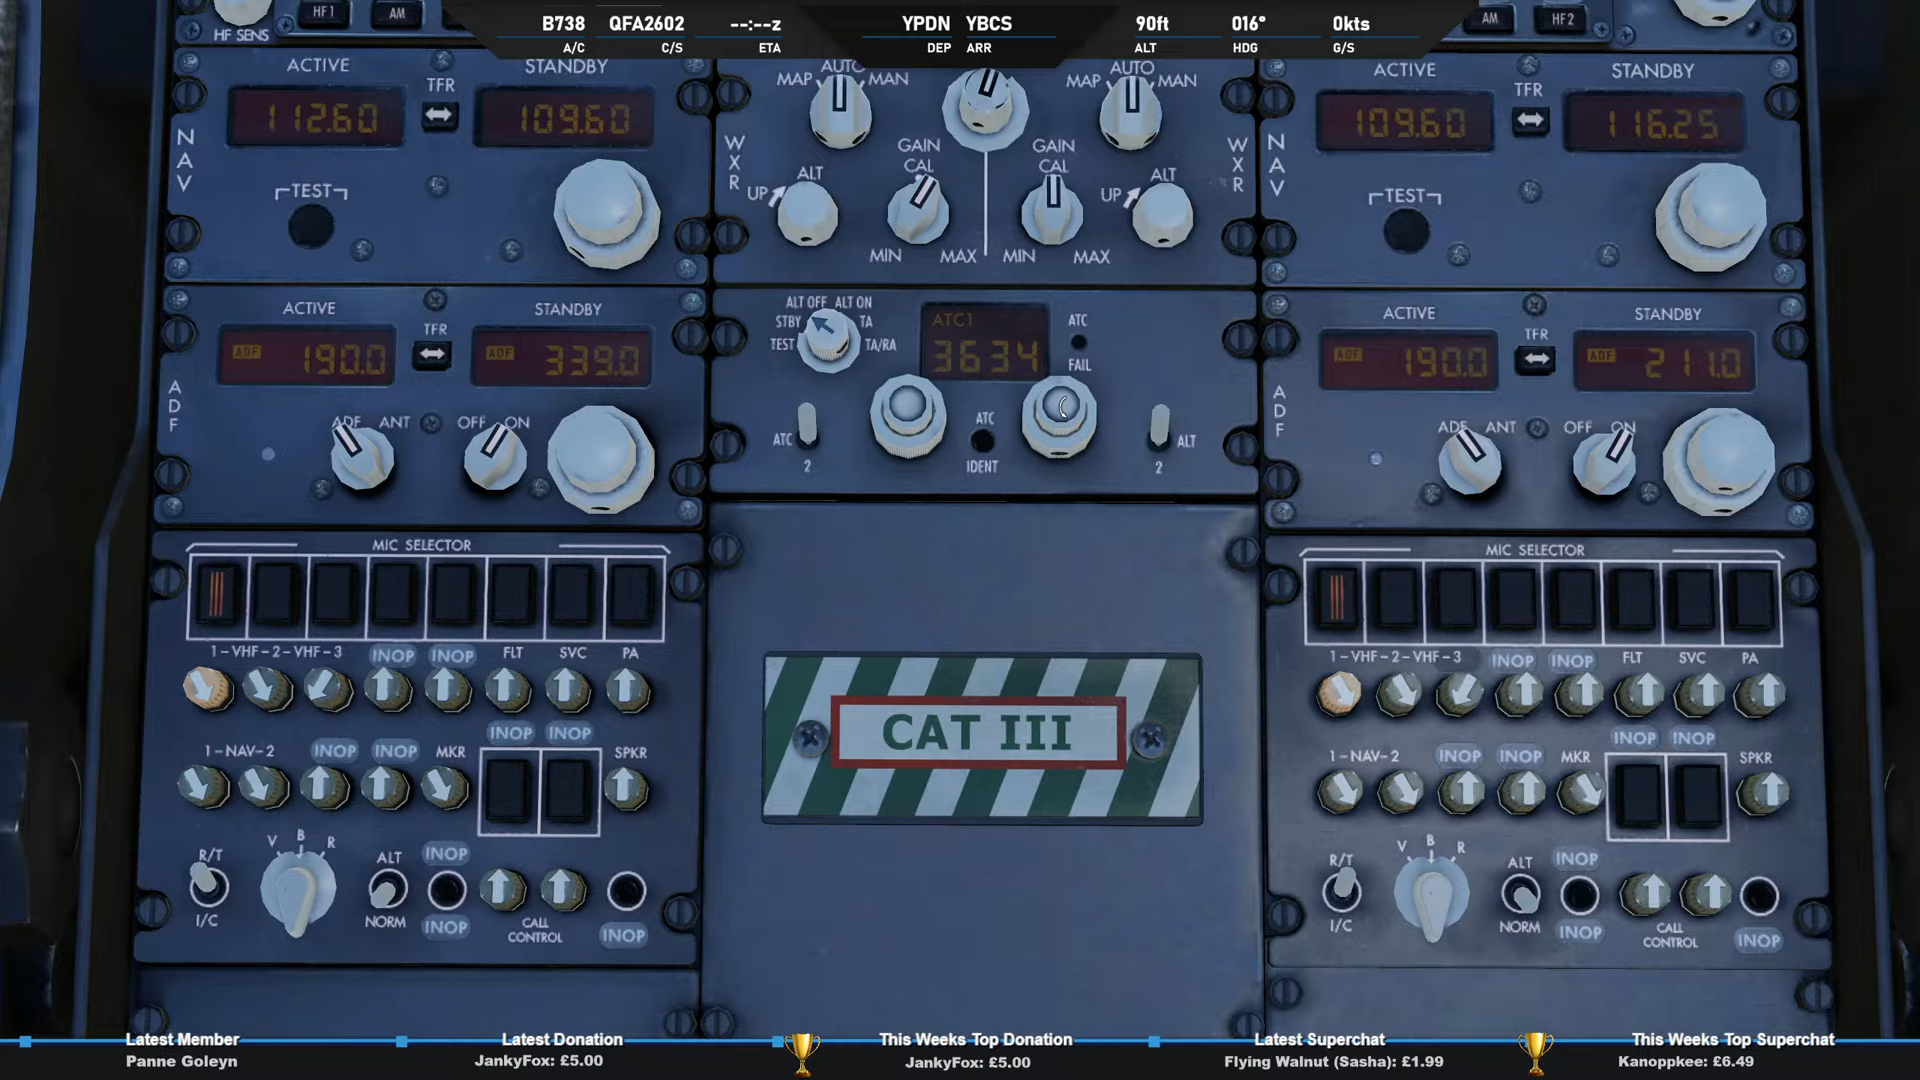 B738 QFA2602 --:--z YPDN YBCS 90ft 016° 0kts
A/C C/S ETA DEP ARR ALT HDG G/S
HF SENS HF1 AM AM HF2
ACTIVE TFR STANDBY
112.60 109.60
NAV
TEST
MAP AUTO MAN MAP AUTO MAN
WXR WXR
GAIN GAIN
UP ALT CAL CAL UP ALT
MIN MAX MIN MAX
ACTIVE TFR STANDBY
109.60 116.25
NAV
TEST
ACTIVE TFR STANDBY
ADF 190.0 ADF 339.0
ADF
ADF ANT OFF ON
ALT OFF ALT ON
STBY TA
TEST TA/RA
ATC1
3634
ATC
FAIL
ATC ATC ALT
2 IDENT 2
ACTIVE TFR STANDBY
ADF 190.0 ADF 211.0
ADF
ADF ANT OFF ON
MIC SELECTOR
1-VHF-2-VHF-3 INOP INOP FLT SVC PA
INOP INOP
1-NAV-2 INOP INOP MKR SPKR
V B R
R/T ALT INOP
I/C NORM INOP CALL CONTROL INOP
CAT III
MIC SELECTOR
1-VHF-2-VHF-3 INOP INOP FLT SVC PA
INOP INOP
1-NAV-2 INOP INOP MKR SPKR
V B R
R/T ALT INOP
I/C NORM INOP CALL CONTROL INOP
Latest Member Latest Donation This Weeks Top Donation Latest Superchat This Weeks Top Superchat
Panne Goleyn JankyFox: £5.00 JankyFox: £5.00 Flying Walnut (Sasha): £1.99 Kanoppkee: £6.49